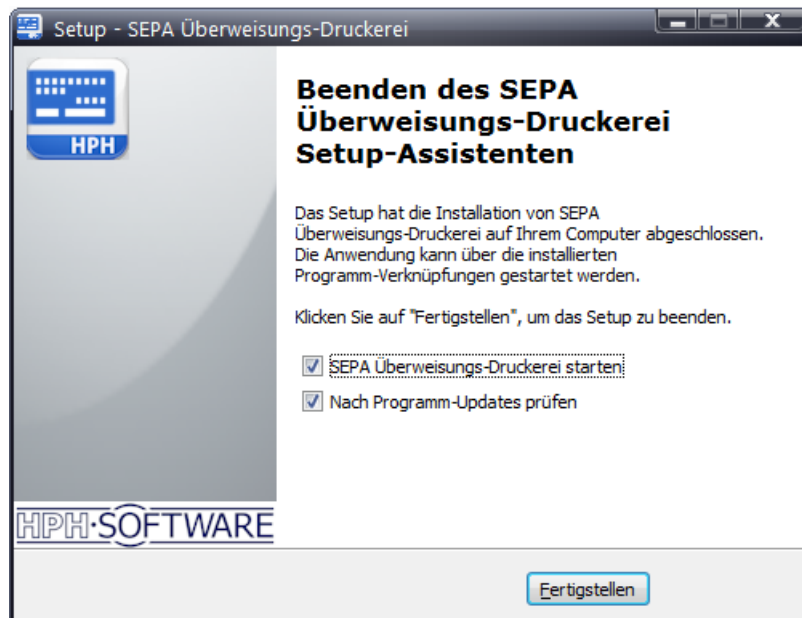 Setup - SEPA Überweisungs-Druckerei
HPH
Beenden des SEPA
Überweisungs-Druckerei
Setup-Assistenten
Das Setup hat die Installation von SEPA
Überweisungs-Druckerei auf Ihrem Computer abgeschlossen.
Die Anwendung kann über die installierten
Programm-Verknüpfungen gestartet werden.
Klicken Sie auf "Fertigstellen", um das Setup zu beenden.
SEPA Überweisungs-Druckerei starten
Nach Programm-Updates prüfen
HPH·SOFTWARE
Fertigstellen